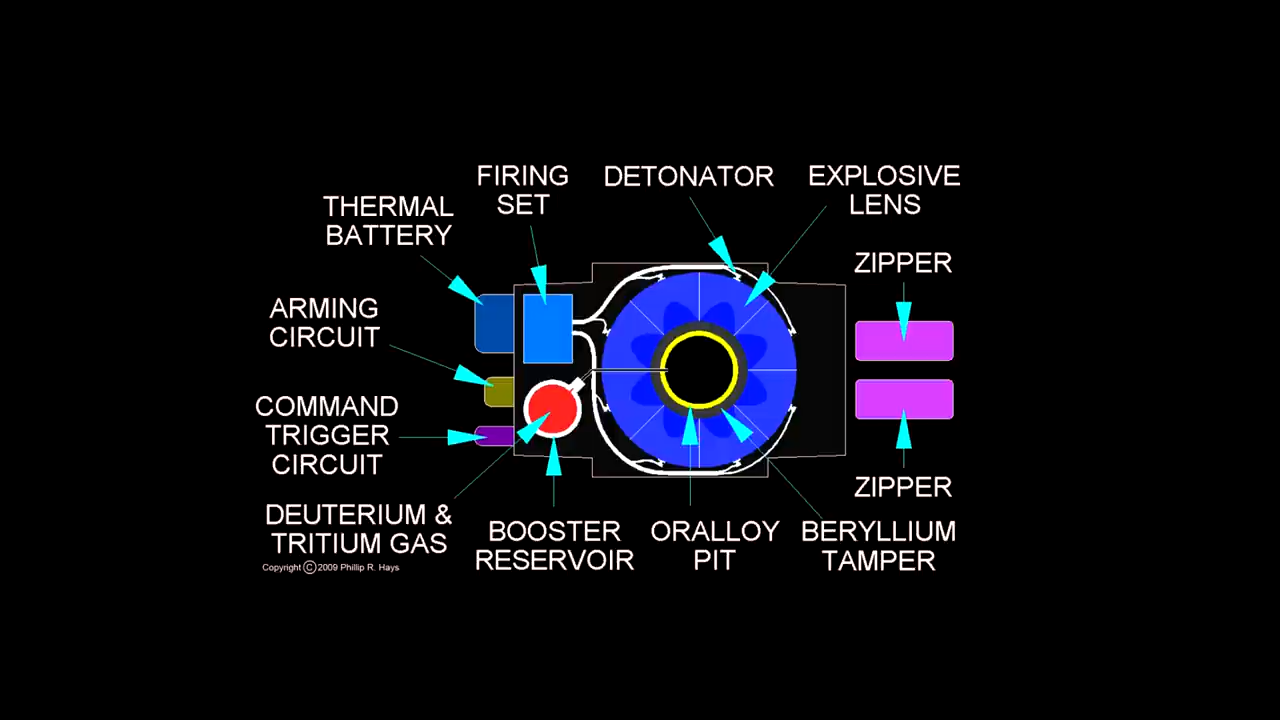 FIRING
SET
DETONATOR
EXPLOSIVE
LENS
THERMAL
BATTERY
ZIPPER
ARMING
CIRCUIT
COMMAND
TRIGGER
CIRCUIT
ZIPPER
DEUTERIUM &
TRITIUM GAS
BOOSTER
RESERVOIR
ORALLOY
PIT
BERYLLIUM
TAMPER
Copyright © 2009 Phillip R. Hays